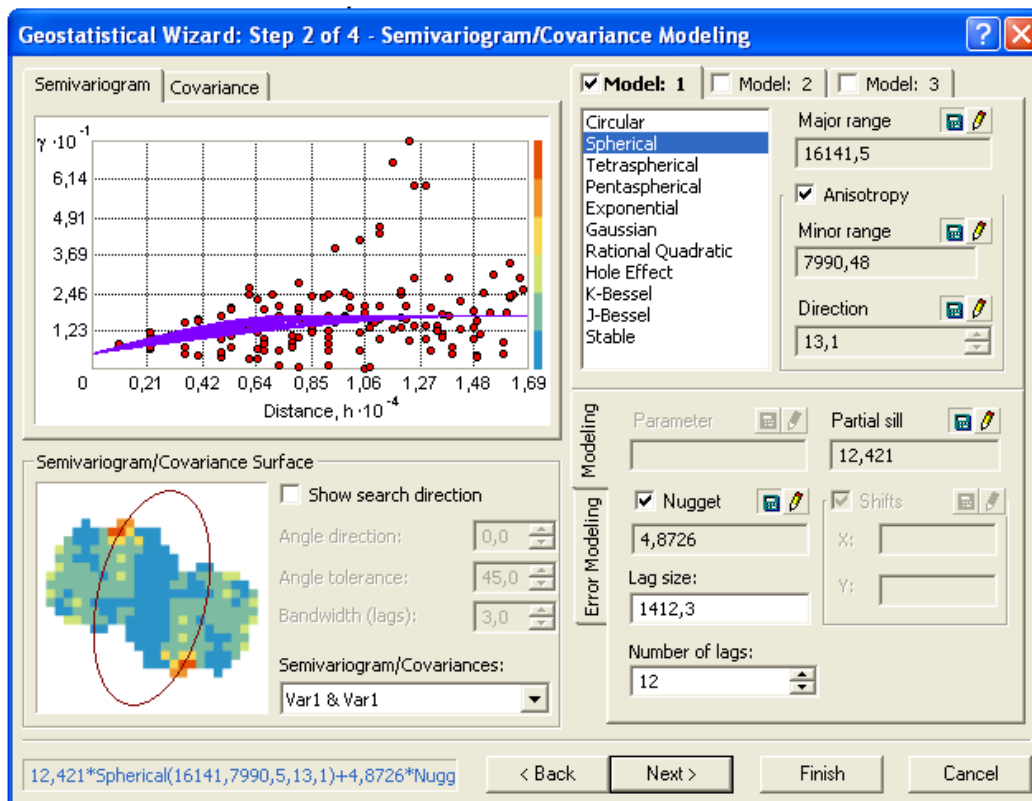 Geostatistical Wizard: Step 2 of 4 - Semivariogram/Covariance Modeling
Semivariogram
Covariance
γ ·10⁻¹
6,14
4,91
3,69
2,46
1,23
0
0,21
0,42
0,64
0,85
1,06
1,27
1,48
1,69
Distance, h ·10⁻⁴
Semivariogram/Covariance Surface
Show search direction
Angle direction:
0,0
Angle tolerance:
45,0
Bandwidth (lags):
3,0
Semivariogram/Covariances:
Var1 & Var1
Model: 1
Model: 2
Model: 3
Circular
Spherical
Tetraspherical
Pentaspherical
Exponential
Gaussian
Rational Quadratic
Hole Effect
K-Bessel
J-Bessel
Stable
Major range
16141,5
Anisotropy
Minor range
7990,48
Direction
13,1
Modeling
Error Modeling
Parameter
Partial sill
12,421
Nugget
4,8726
Shifts
X:
Y:
Lag size:
1412,3
Number of lags:
12
12,421*Spherical(16141,7990,5,13,1)+4,8726*Nugg
< Back
Next >
Finish
Cancel